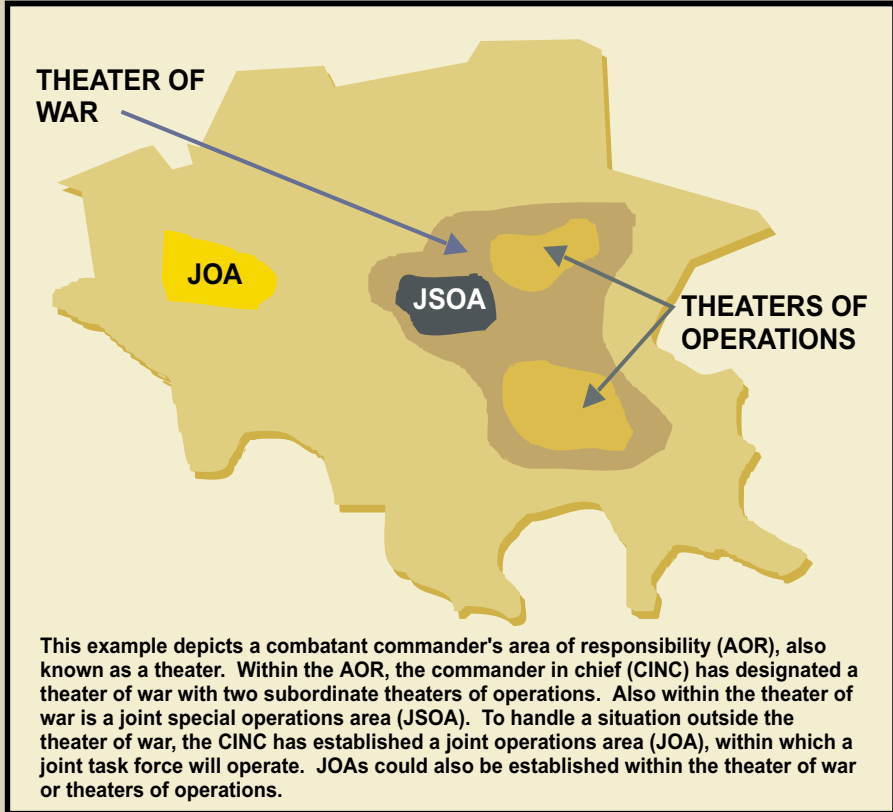 THEATER OF
WAR
JOA
JSOA
THEATERS OF
OPERATIONS
This example depicts a combatant commander's area of responsibility (AOR), also
known as a theater. Within the AOR, the commander in chief (CINC) has designated a
theater of war with two subordinate theaters of operations. Also within the theater of
war is a joint special operations area (JSOA). To handle a situation outside the
theater of war, the CINC has established a joint operations area (JOA), within which a
joint task force will operate. JOAs could also be established within the theater of war
or theaters of operations.